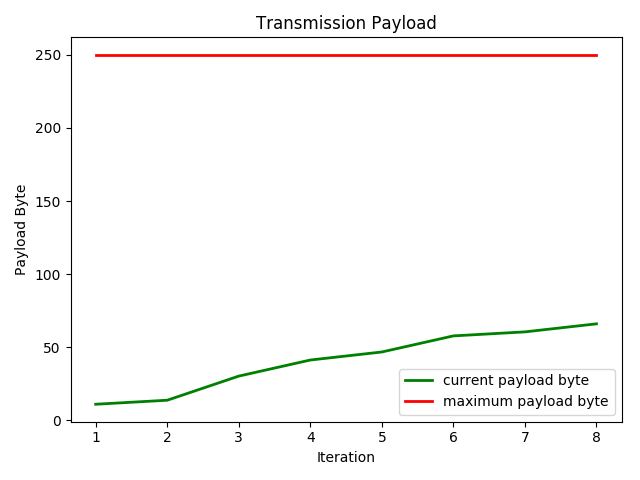 Transmission Payload
Payload Byte
250
200
150
100
50
0
1 2 3 4 5 6 7 8
Iteration
current payload byte
maximum payload byte